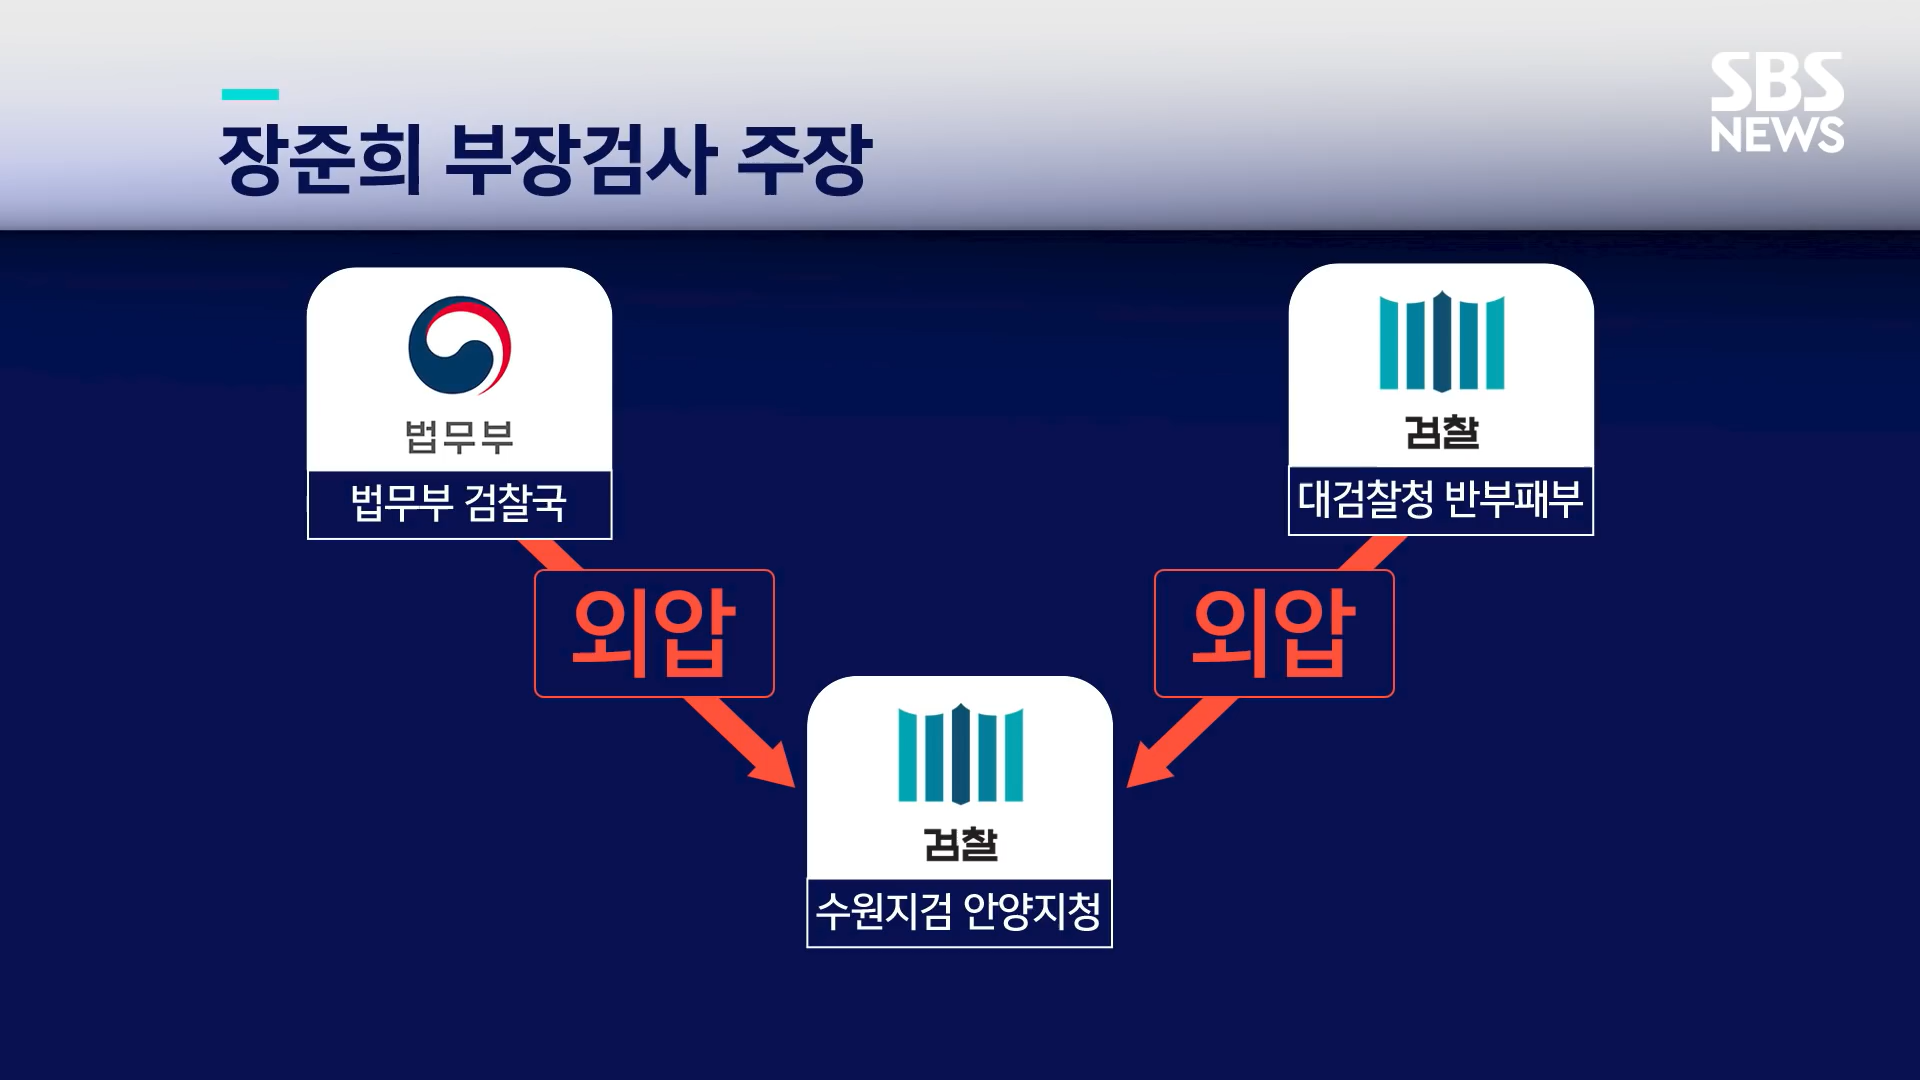 SBS
NEWS
장준희 부장검사 주장
법무부
법무부 검찰국
검찰
대검찰청 반부패부
외압
외압
검찰
수원지검 안양지청